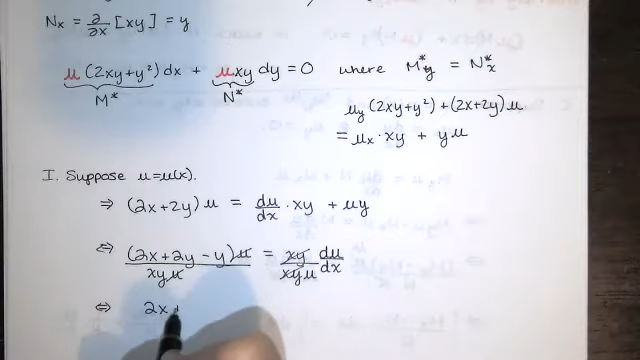 Nx = ∂/∂x [xy] = y
μ(2xy+y²)dx + μxy dy = 0 where M*y = N*x
M* N*
μy(2xy+y²)+(2x+2y)μ
= μx·xy + yμ
I. Suppose μ=μ(x).
⇒ (2x+2y)μ = dμ/dx · xy + μy
⇔ (2x+2y-y)μ/xyμ = xy/xyμ dμ/dx
⇔ 2x